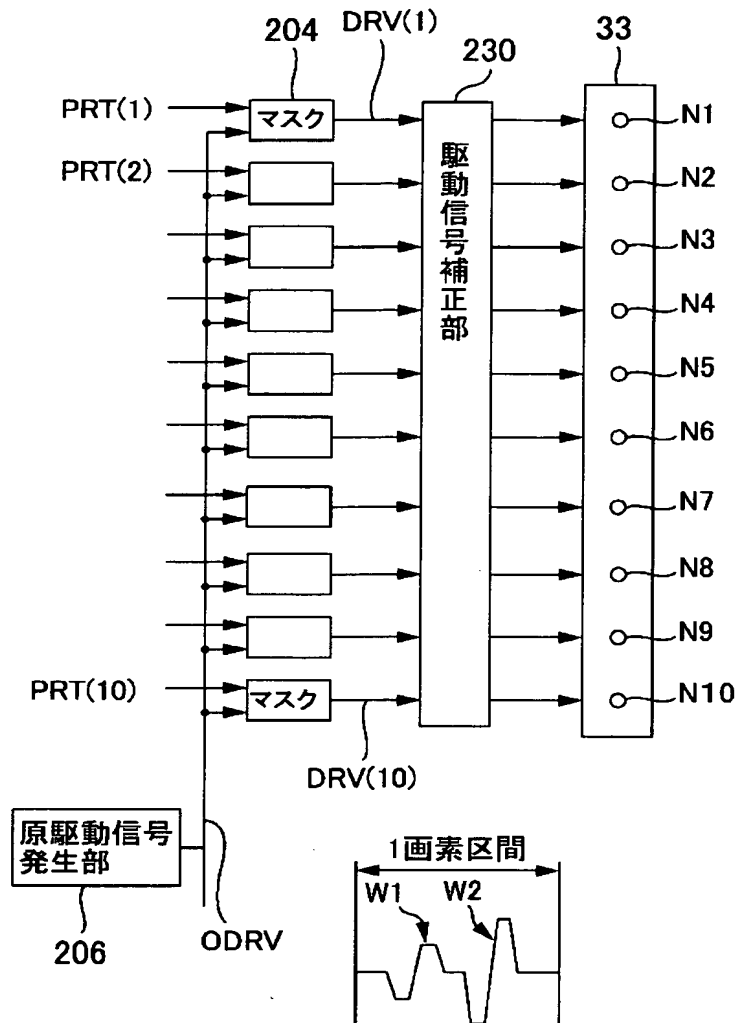 204
DRV(1)
230
33
PRT(1)
マスク
N1
PRT(2)
N2
駆動信号補正部
N3
N4
N5
N6
N7
N8
N9
PRT(10)
マスク
N10
DRV(10)
原駆動信号
発生部
206
ODRV
1画素区間
W1
W2